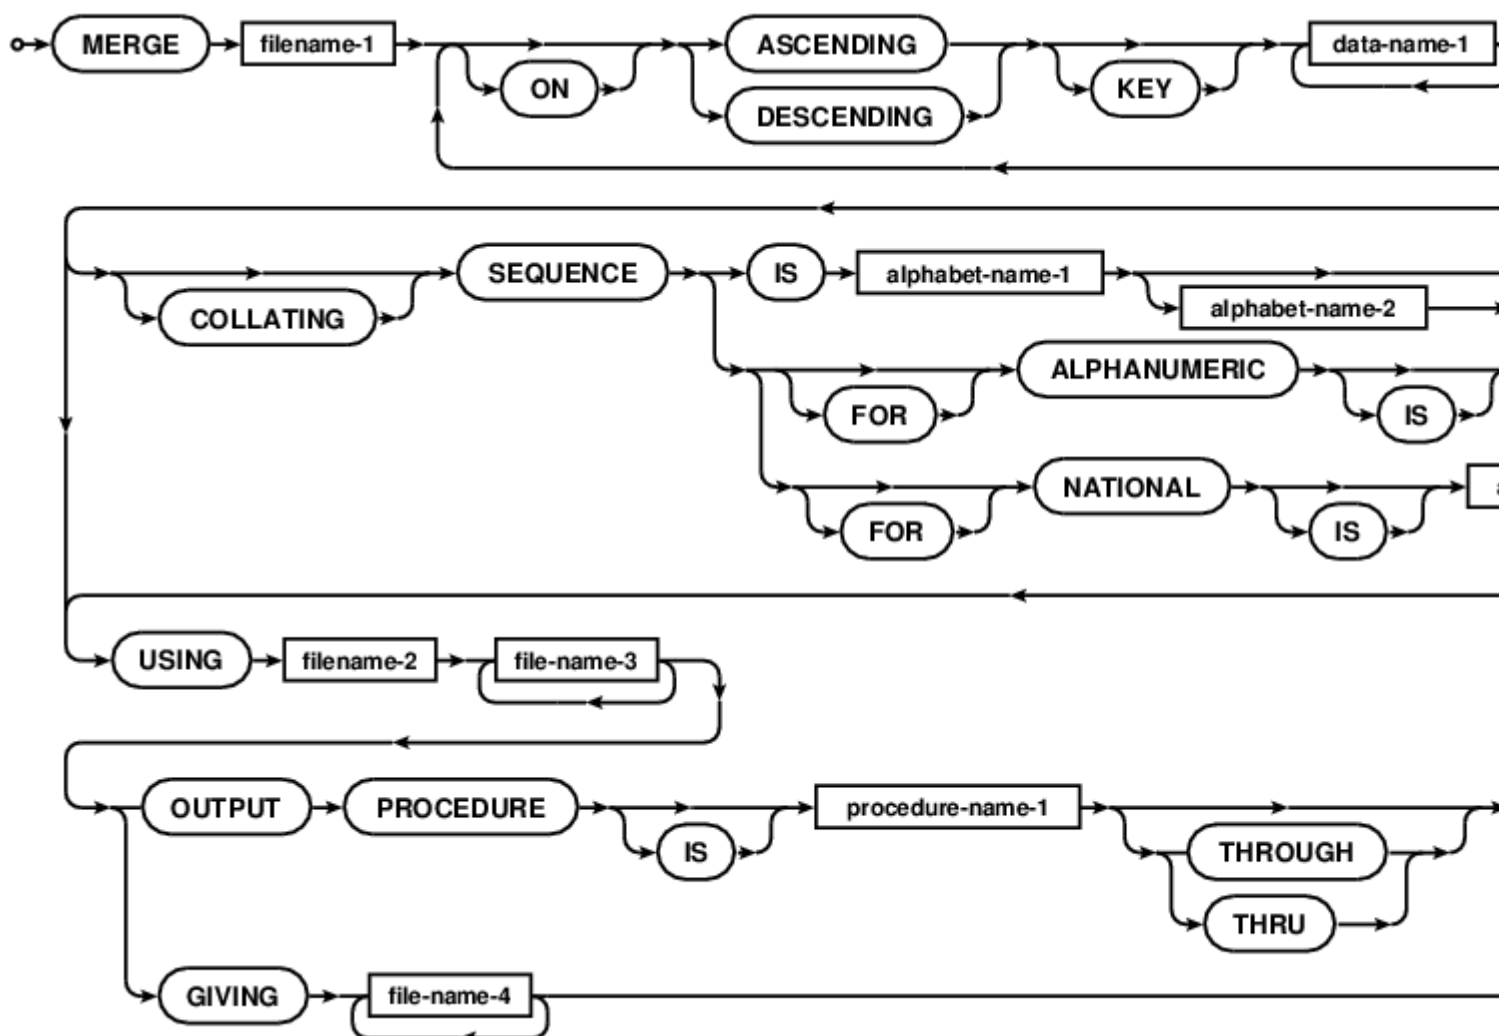 MERGE filename-1 ASCENDING data-name-1
ON KEY
DESCENDING
SEQUENCE IS alphabet-name-1
COLLATING alphabet-name-2
ALPHANUMERIC
FOR IS
NATIONAL
FOR IS
USING filename-2 file-name-3
OUTPUT PROCEDURE procedure-name-1
IS THROUGH
THRU
GIVING file-name-4